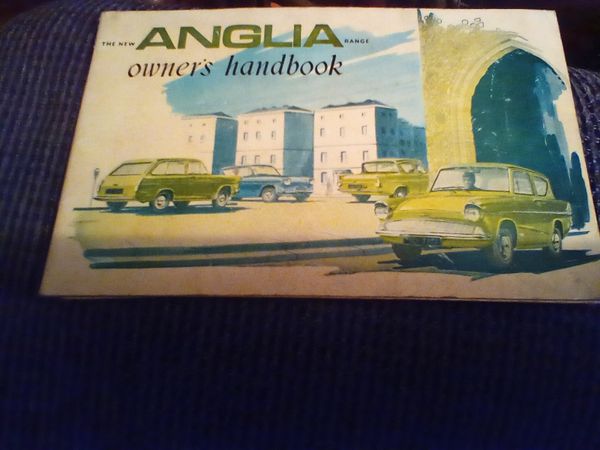 THE NEW ANGLIA RANGE
owner's handbook